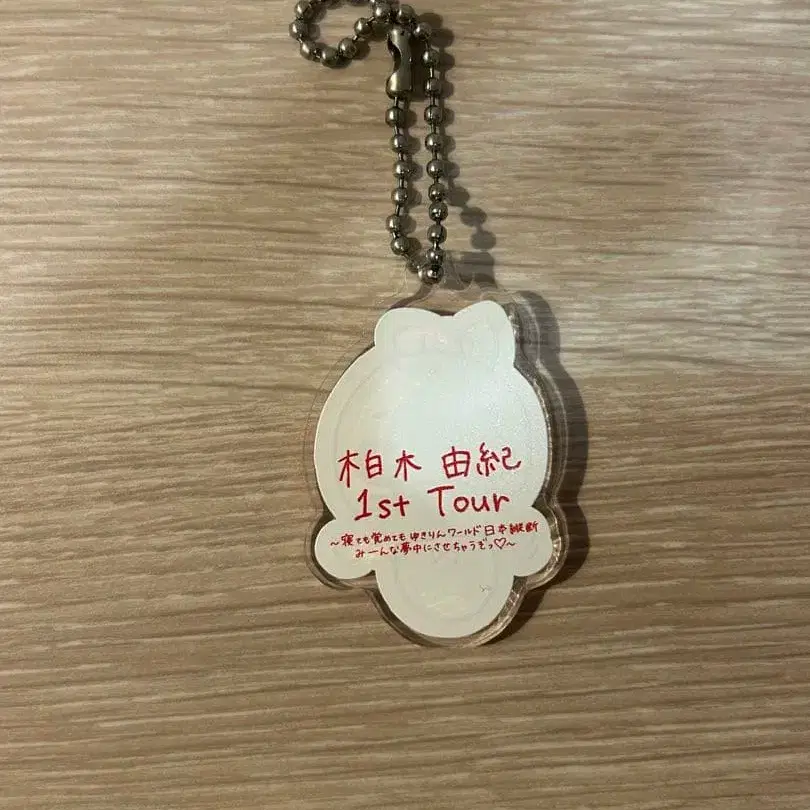 柏木 由紀
1st Tour
～寝ても覚めてもゆきりんワールド日本縦断
みーんな夢中にさせちゃうぞっ♡～